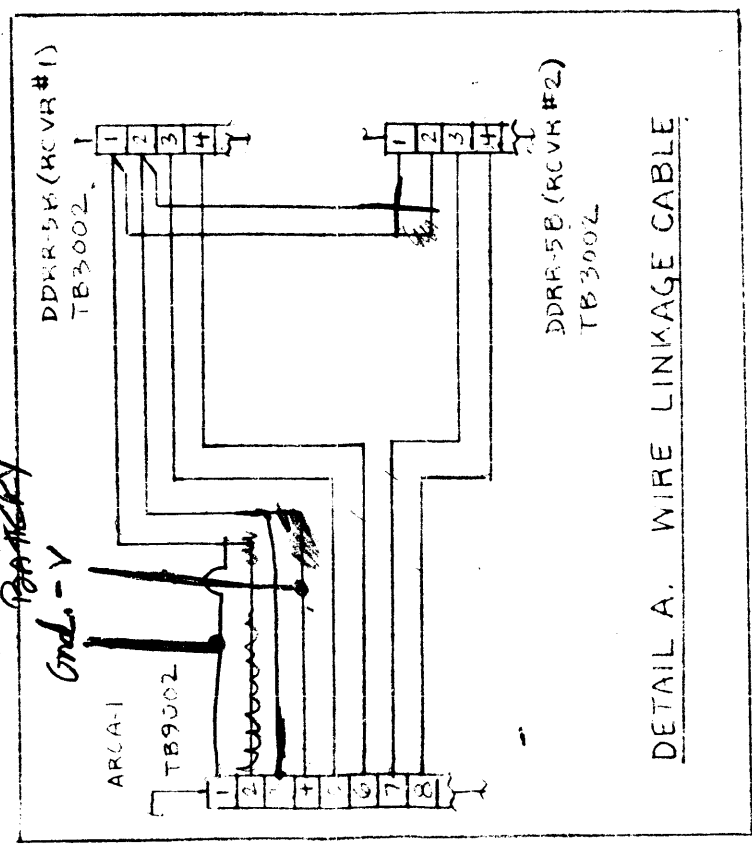 BATTERY
Gnd. - V
ARCA-1
TB9002
1
2
3
4
5
6
7
8
DDRR-5B (RCVR #1)
TB3002
1
2
3
4
DDRR-5B (RCVR #2)
TB3002
1
2
3
4
DETAIL A. WIRE LINKAGE CABLE